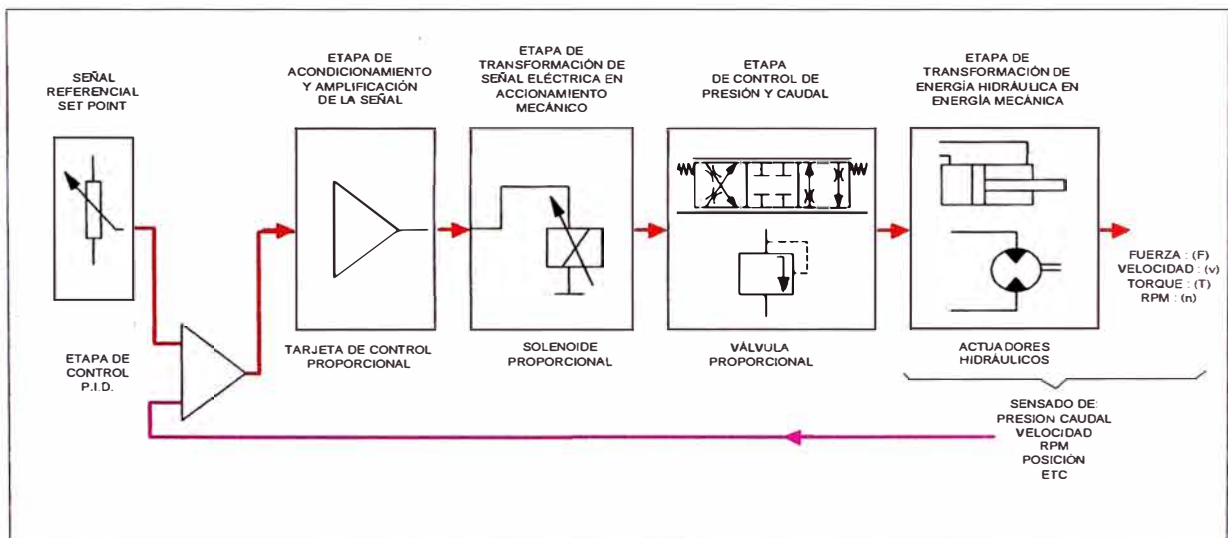 SEÑAL
REFERENCIAL
SET POINT
ETAPA DE
ACONDICIONAMIENTO
Y AMPLIFICACIÓN
DE LA SEÑAL
ETAPA DE
TRANSFORMACIÓN DE
SEÑAL ELÉCTRICA EN
ACCIONAMIENTO
MECÁNICO
ETAPA
DE CONTROL DE
PRESIÓN Y CAUDAL
ETAPA DE
TRANSFORMACIÓN DE
ENERGÍA HIDRÁULICA EN
ENERGÍA MECÁNICA
FUERZA : (F)
VELOCIDAD : (v)
TORQUE : (T)
RPM : (n)
ETAPA DE
CONTROL
P.I.D.
TARJETA DE CONTROL
PROPORCIONAL
SOLENOIDE
PROPORCIONAL
VÁLVULA
PROPORCIONAL
ACTUADORES
HIDRÁULICOS
SENSADO DE:
PRESION CAUDAL
VELOCIDAD
RPM
POSICIÓN
ETC